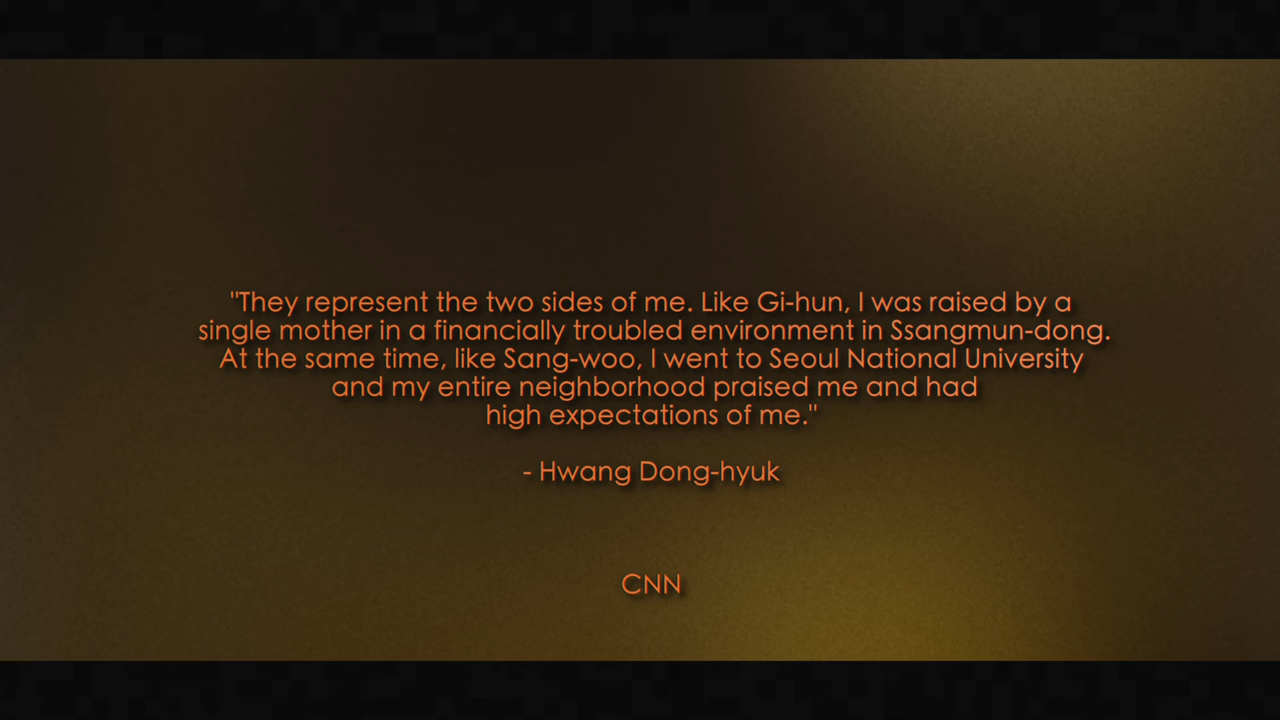 "They represent the two sides of me. Like Gi-hun, I was raised by a
single mother in a financially troubled environment in Ssangmun-dong.
At the same time, like Sang-woo, I went to Seoul National University
and my entire neighborhood praised me and had
high expectations of me."
- Hwang Dong-hyuk
CNN